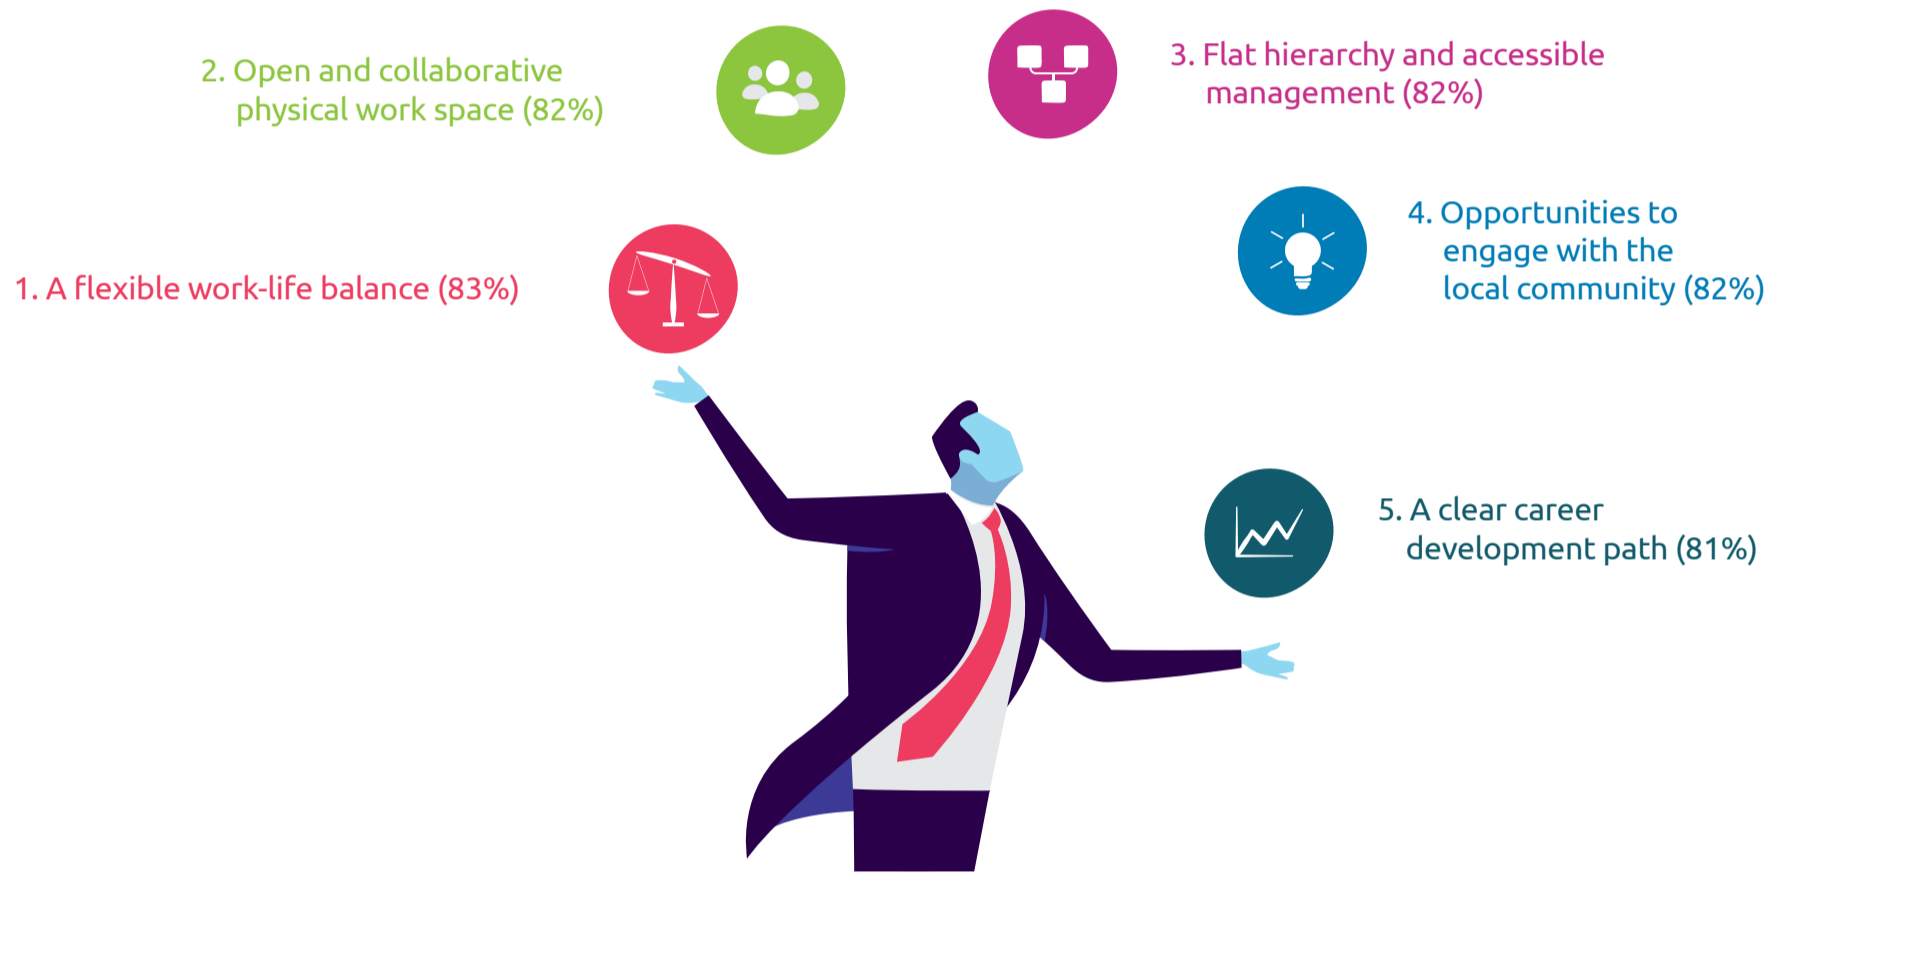 1. A flexible work-life balance (83%)
2. Open and collaborative
physical work space (82%)
3. Flat hierarchy and accessible
management (82%)
4. Opportunities to
engage with the
local community (82%)
5. A clear career
development path (81%)